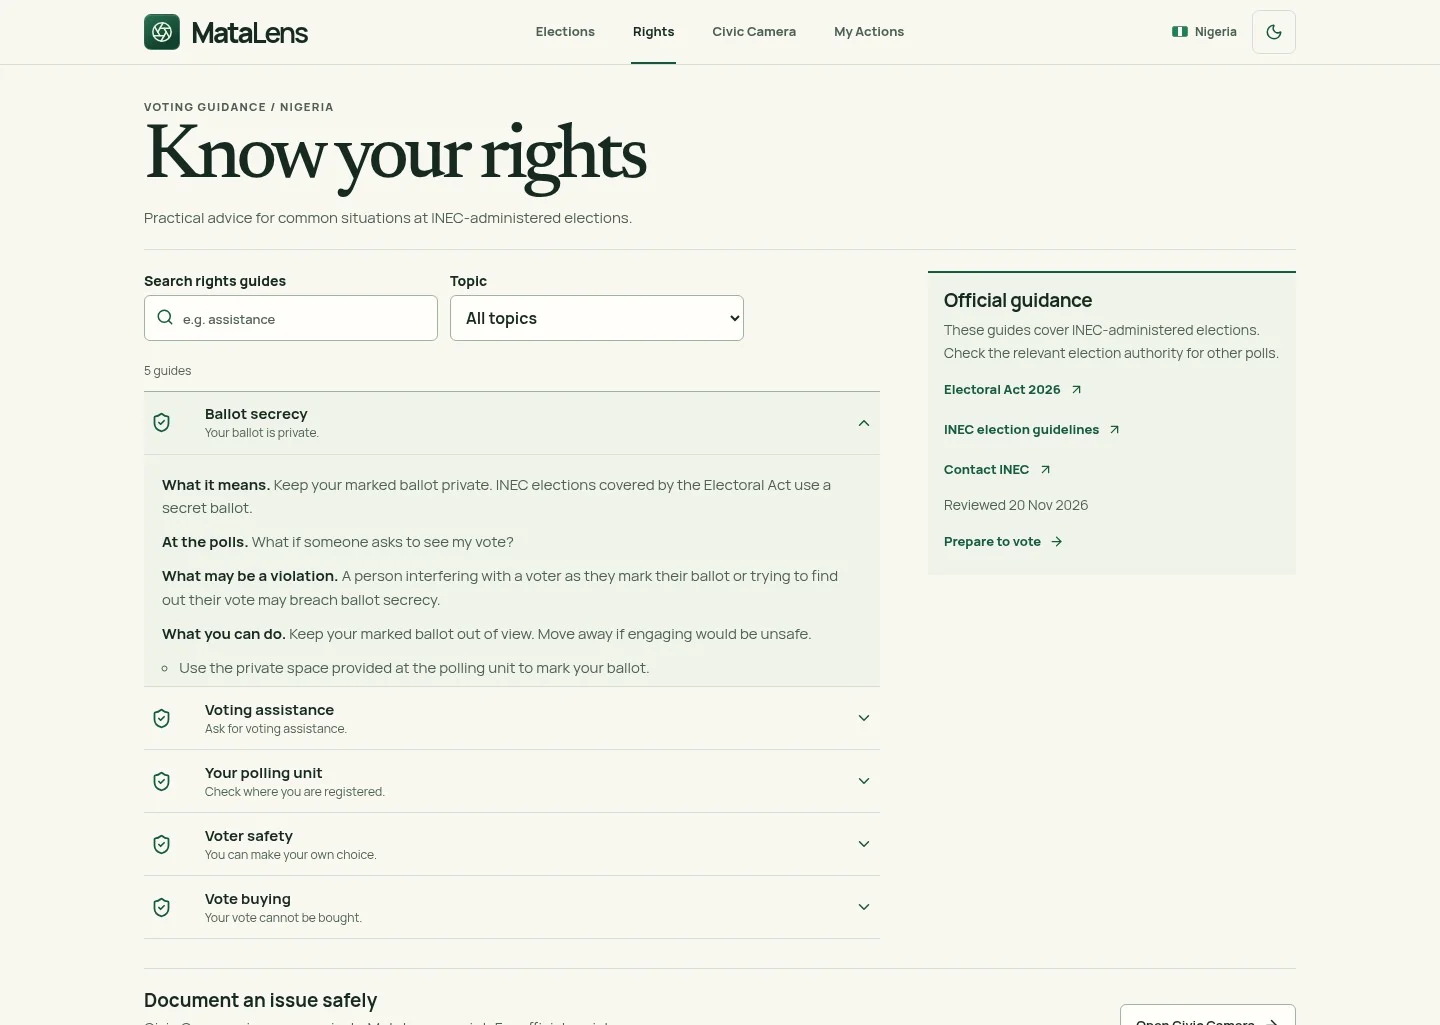 MataLens
Elections
Rights
Civic Camera
My Actions
Nigeria
VOTING GUIDANCE / NIGERIA
Know your rights
Practical advice for common situations at INEC-administered elections.
Search rights guides
Topic
e.g. assistance
All topics
5 guides
Ballot secrecy
Your ballot is private.
What it means. Keep your marked ballot private. INEC elections covered by the Electoral Act use a
secret ballot.
At the polls. What if someone asks to see my vote?
What may be a violation. A person interfering with a voter as they mark their ballot or trying to find
out their vote may breach ballot secrecy.
What you can do. Keep your marked ballot out of view. Move away if engaging would be unsafe.
Use the private space provided at the polling unit to mark your ballot.
Voting assistance
Ask for voting assistance.
Your polling unit
Check where you are registered.
Voter safety
You can make your own choice.
Vote buying
Your vote cannot be bought.
Official guidance
These guides cover INEC-administered elections.
Check the relevant election authority for other polls.
Electoral Act 2026
INEC election guidelines
Contact INEC
Reviewed 20 Nov 2026
Prepare to vote
Document an issue safely
Open Civic Camera